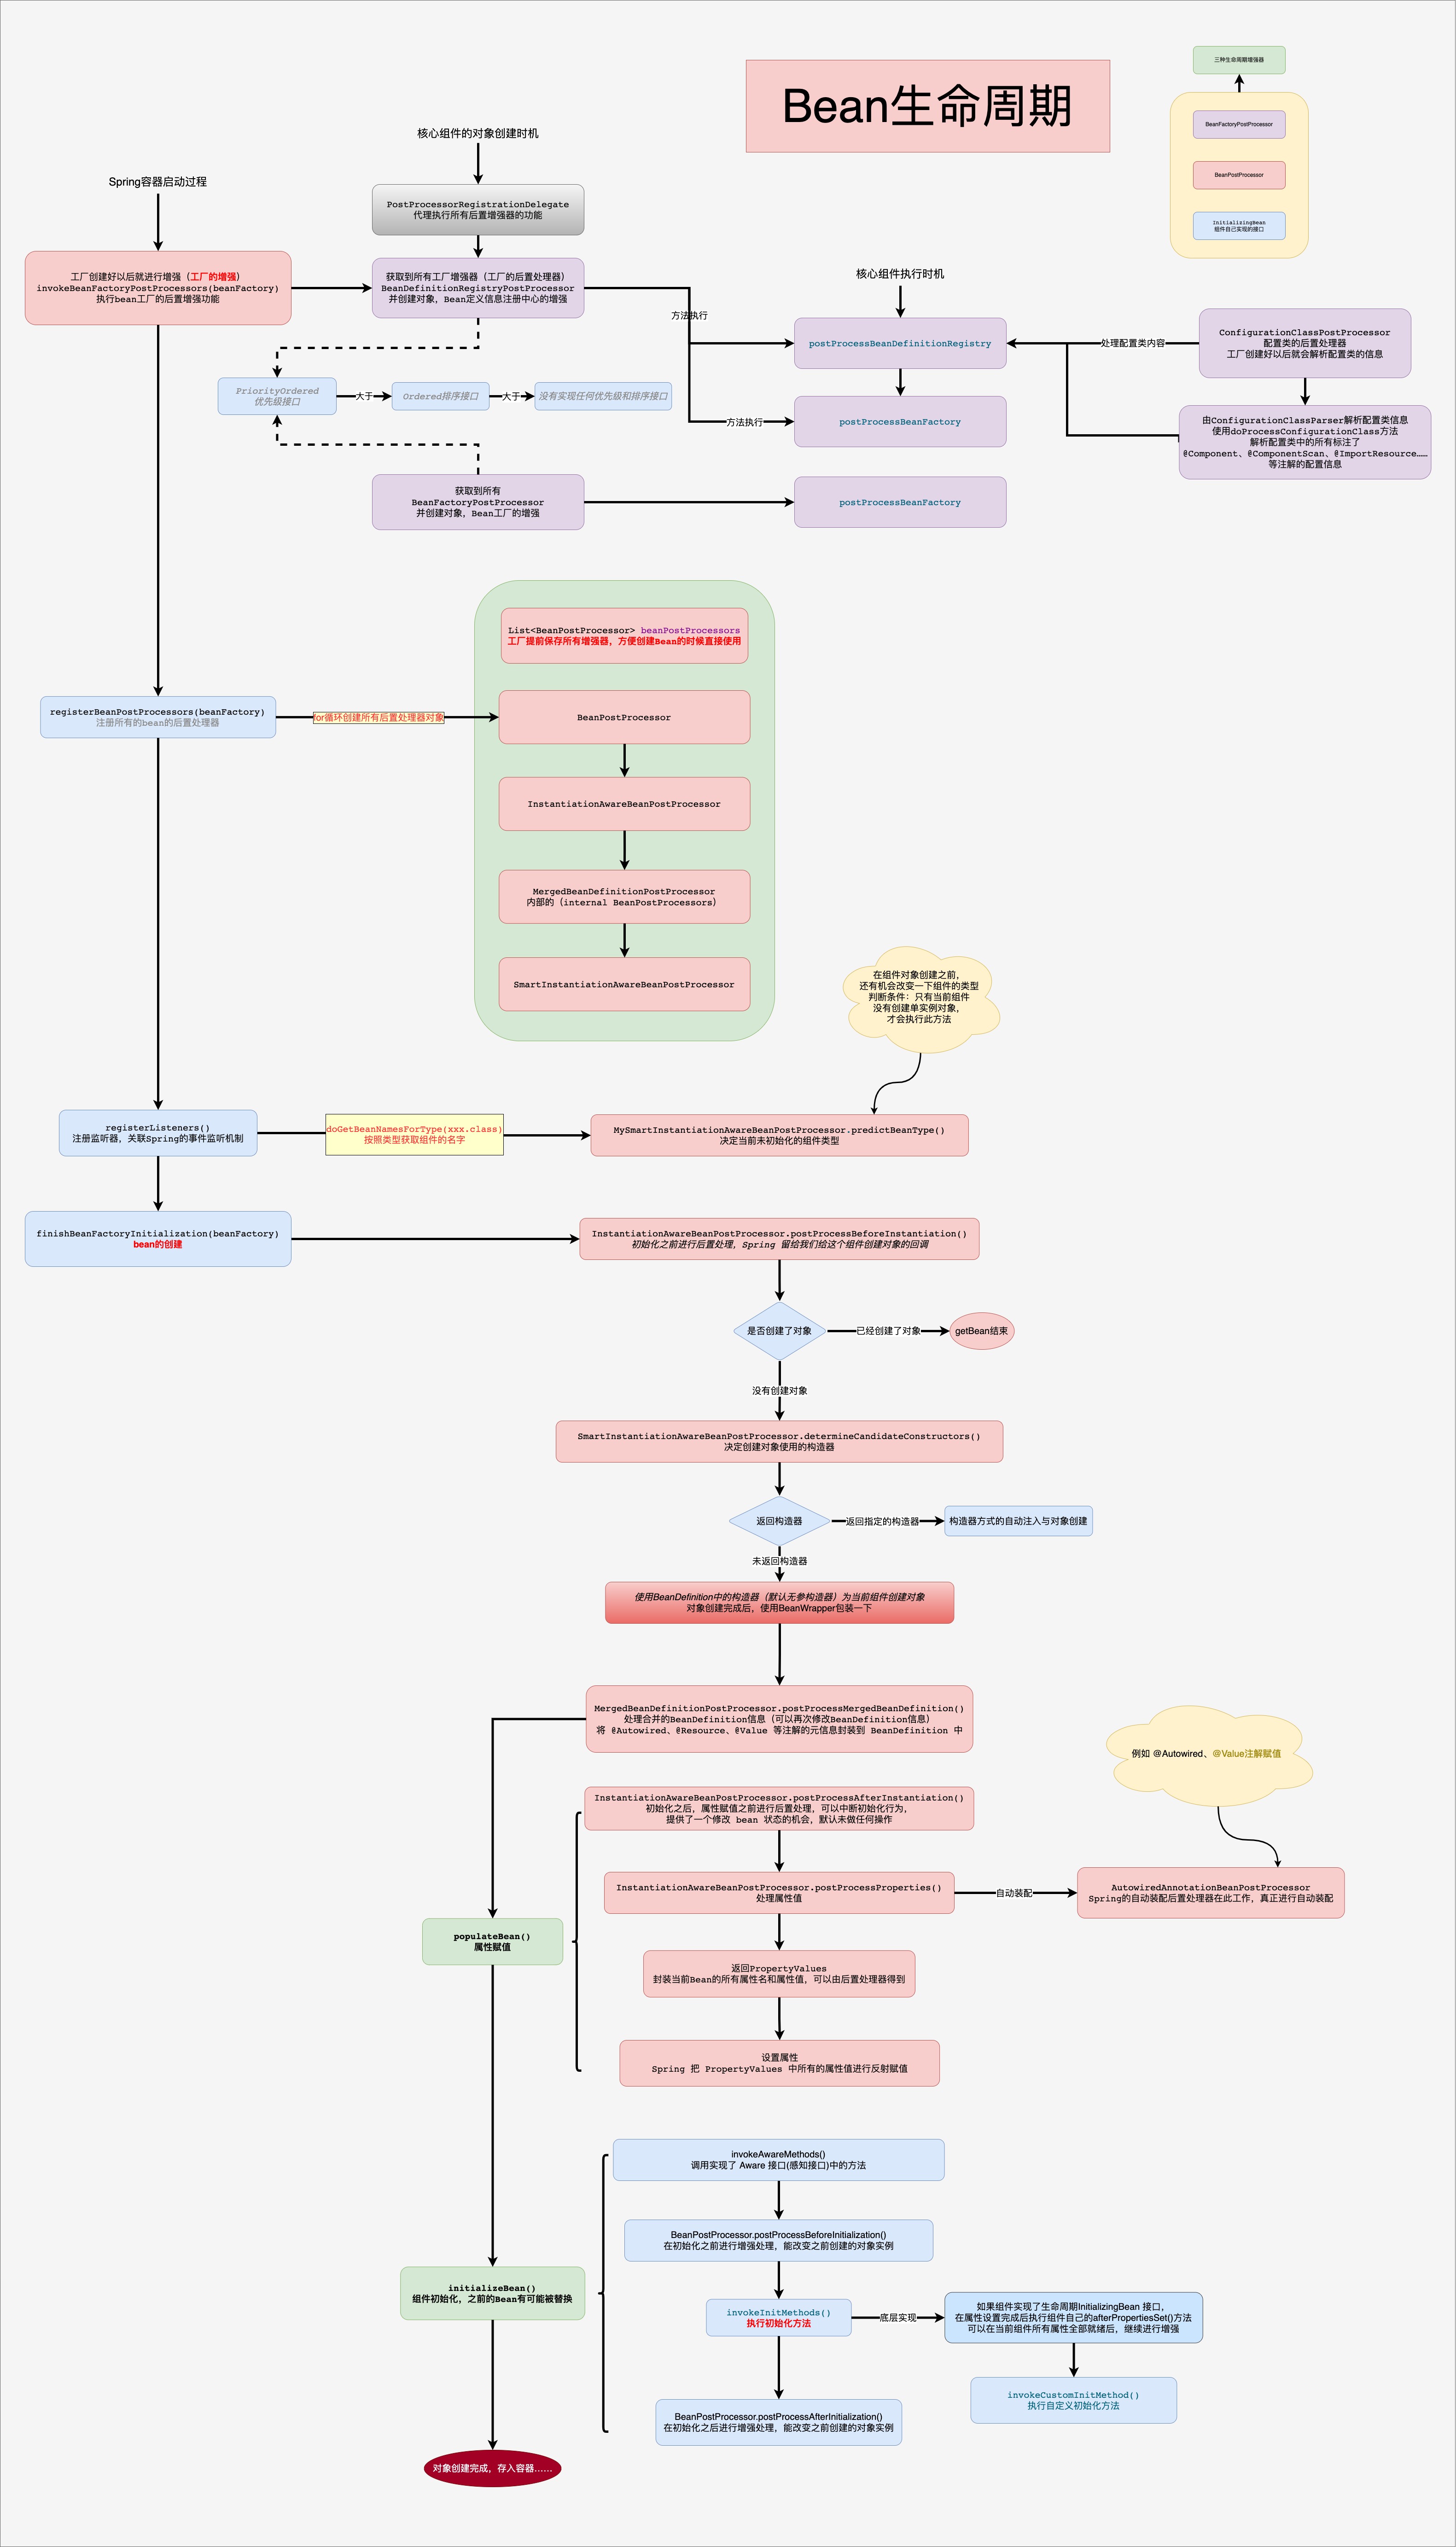 三种生命周期增强器
BeanFactoryPostProcessor
BeanPostProcessor
InitializingBean
组件自己实现的接口
Bean生命周期
核心组件的对象创建时机
Spring容器启动过程
PostProcessorRegistrationDelegate
代理执行所有后置增强器的功能
工厂创建好以后就进行增强（工厂的增强）
invokeBeanFactoryPostProcessors(beanFactory)
执行bean工厂的后置增强功能
获取到所有工厂增强器（工厂的后置处理器）
BeanDefinitionRegistryPostProcessor
并创建对象，Bean定义信息注册中心的增强
核心组件执行时机
方法执行
postProcessBeanDefinitionRegistry
处理配置类内容
ConfigurationClassPostProcessor
配置类的后置处理器
工厂创建好以后就会解析配置类的信息
PriorityOrdered
优先级接口
大于
Ordered排序接口
大于
没有实现任何优先级和排序接口
方法执行
postProcessBeanFactory
由ConfigurationClassParser解析配置类信息
使用doProcessConfigurationClass方法
解析配置类中的所有标注了
@Component、@ComponentScan、@ImportResource……
等注解的配置信息
获取到所有
BeanFactoryPostProcessor
并创建对象，Bean工厂的增强
postProcessBeanFactory
List<BeanPostProcessor> beanPostProcessors
工厂提前保存所有增强器，方便创建Bean的时候直接使用
registerBeanPostProcessors(beanFactory)
注册所有的bean的后置处理器
for循环创建所有后置处理器对象
BeanPostProcessor
InstantiationAwareBeanPostProcessor
MergedBeanDefinitionPostProcessor
内部的（internal BeanPostProcessors）
SmartInstantiationAwareBeanPostProcessor
在组件对象创建之前，
还有机会改变一下组件的类型
判断条件：只有当前组件
没有创建单实例对象，
才会执行此方法
registerListeners()
注册监听器，关联Spring的事件监听机制
doGetBeanNamesForType(xxx.class)
按照类型获取组件的名字
MySmartInstantiationAwareBeanPostProcessor.predictBeanType()
决定当前未初始化的组件类型
finishBeanFactoryInitialization(beanFactory)
bean的创建
InstantiationAwareBeanPostProcessor.postProcessBeforeInstantiation()
初始化之前进行后置处理，Spring 留给我们给这个组件创建对象的回调
是否创建了对象
已经创建了对象
getBean结束
没有创建对象
SmartInstantiationAwareBeanPostProcessor.determineCandidateConstructors()
决定创建对象使用的构造器
返回构造器
返回指定的构造器
构造器方式的自动注入与对象创建
未返回构造器
使用BeanDefinition中的构造器（默认无参构造器）为当前组件创建对象
对象创建完成后，使用BeanWrapper包装一下
MergedBeanDefinitionPostProcessor.postProcessMergedBeanDefinition()
处理合并的BeanDefinition信息（可以再次修改BeanDefinition信息）
将 @Autowired、@Resource、@Value 等注解的元信息封装到 BeanDefinition 中
例如 @Autowired、@Value注解赋值
InstantiationAwareBeanPostProcessor.postProcessAfterInstantiation()
初始化之后，属性赋值之前进行后置处理，可以中断初始化行为，
提供了一个修改 bean 状态的机会，默认未做任何操作
InstantiationAwareBeanPostProcessor.postProcessProperties()
处理属性值
自动装配
AutowiredAnnotationBeanPostProcessor
Spring的自动装配后置处理器在此工作，真正进行自动装配
populateBean()
属性赋值
返回PropertyValues
封装当前Bean的所有属性名和属性值，可以由后置处理器得到
设置属性
Spring 把 PropertyValues 中所有的属性值进行反射赋值
invokeAwareMethods()
调用实现了 Aware 接口(感知接口)中的方法
BeanPostProcessor.postProcessBeforeInitialization()
在初始化之前进行增强处理，能改变之前创建的对象实例
initializeBean()
组件初始化，之前的Bean有可能被替换
invokeInitMethods()
执行初始化方法
底层实现
如果组件实现了生命周期InitializingBean 接口，
在属性设置完成后执行组件自己的afterPropertiesSet()方法
可以在当前组件所有属性全部就绪后，继续进行增强
invokeCustomInitMethod()
执行自定义初始化方法
BeanPostProcessor.postProcessAfterInitialization()
在初始化之后进行增强处理，能改变之前创建的对象实例
对象创建完成，存入容器……